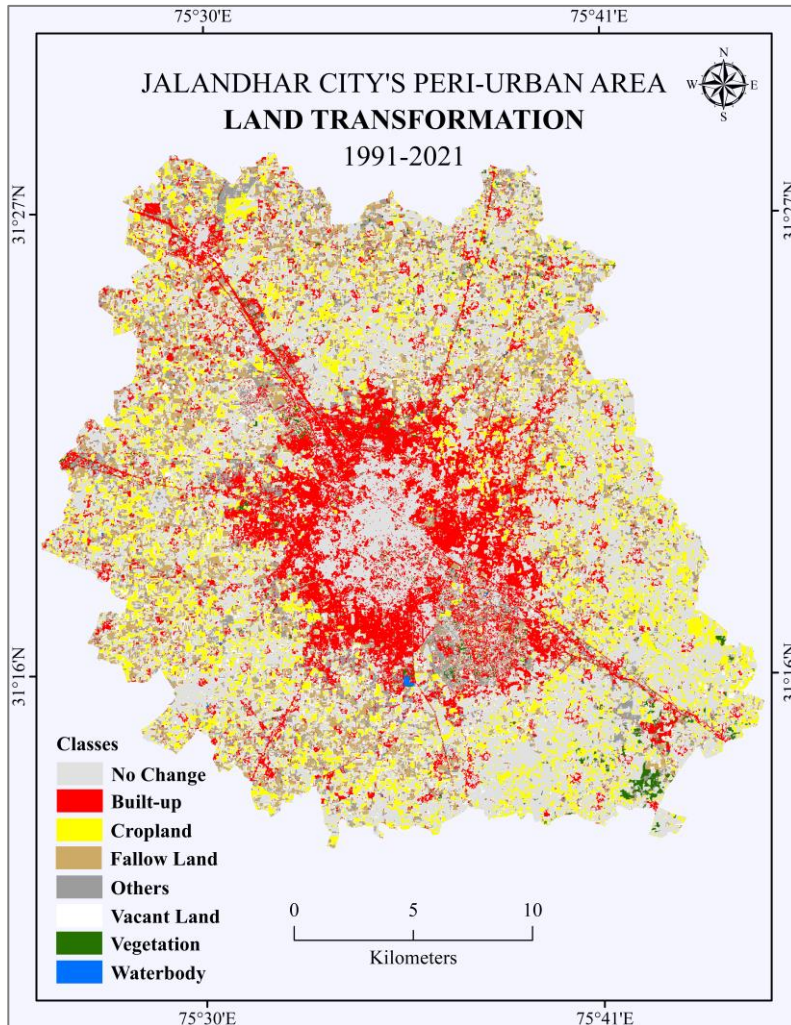 75°30'E
75°41'E
JALANDHAR CITY'S PERI-URBAN AREA
LAND TRANSFORMATION
1991-2021
N
W
E
S
31°27'N
31°27'N
31°16'N
31°16'N
Classes
No Change
Built-up
Cropland
Fallow Land
Others
Vacant Land
Vegetation
Waterbody
0 5 10
Kilometers
75°30'E
75°41'E